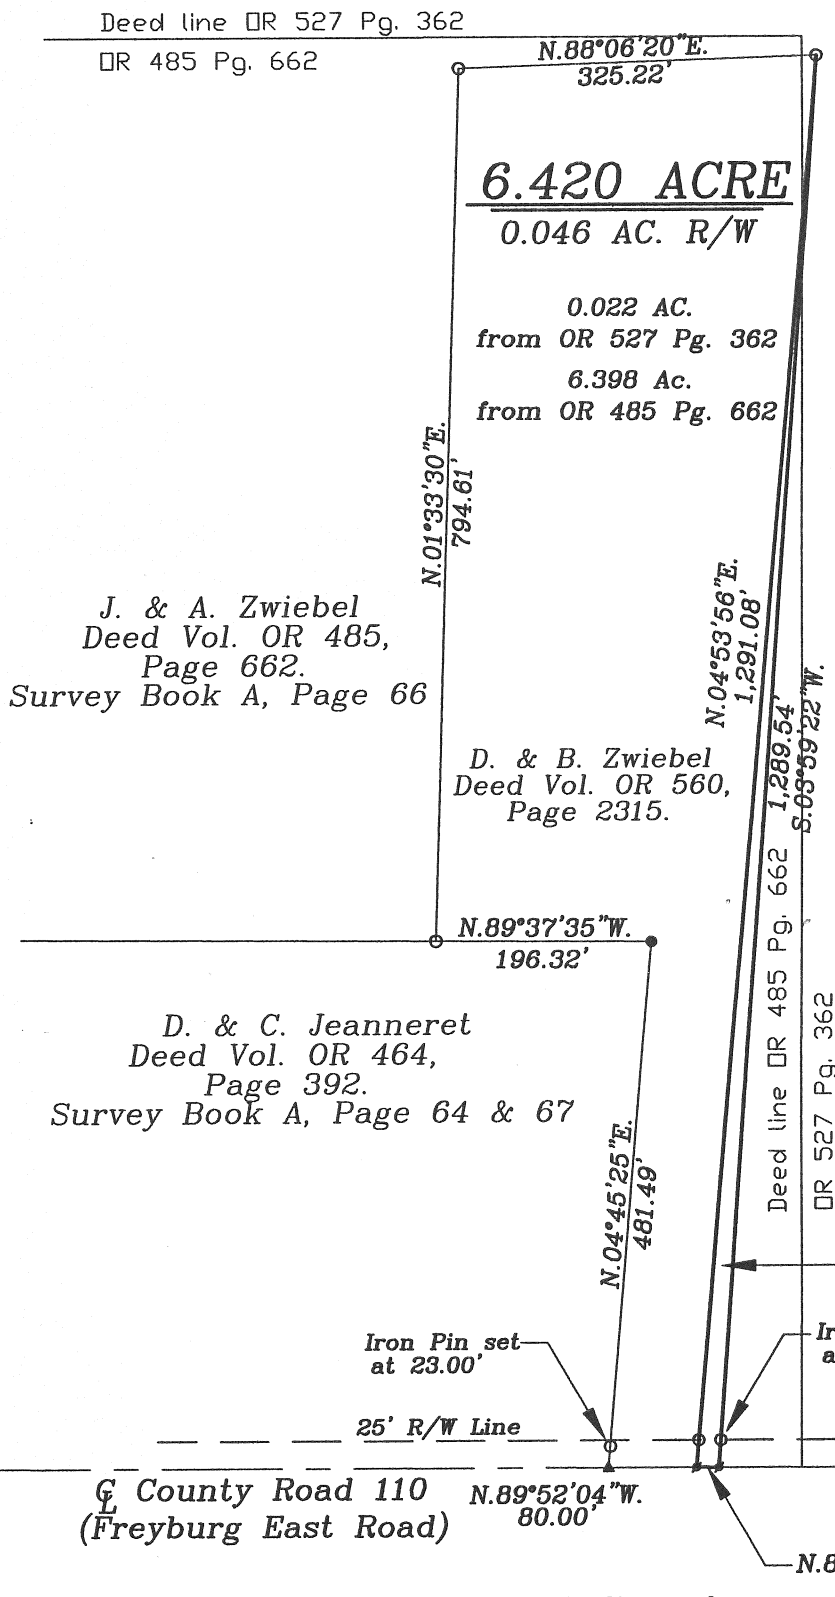 Deed line OR 527 Pg. 362
OR 485 Pg. 662
N.88°06'20"E.
325.22'
6.420 ACRE
0.046 AC. R/W
0.022 AC.
from OR 527 Pg. 362
6.398 Ac.
from OR 485 Pg. 662
N.01°33'30"E.
794.61'
J. & A. Zwiebel
Deed Vol. OR 485,
Page 662.
Survey Book A, Page 66
N.04°53'56"E.
1,291.08'
1,289.54'
S.03°59'22"W.
D. & B. Zwiebel
Deed Vol. OR 560,
Page 2315.
Deed line OR 485 Pg. 662
OR 527 Pg. 362
N.89°37'35"W.
196.32'
D. & C. Jeanneret
Deed Vol. OR 464,
Page 392.
Survey Book A, Page 64 & 67
N.04°45'25"E.
481.49'
Iron Pin set
at 23.00'
25' R/W Line
℄ County Road 110
(Freyburg East Road)
N.89°52'04"W.
80.00'